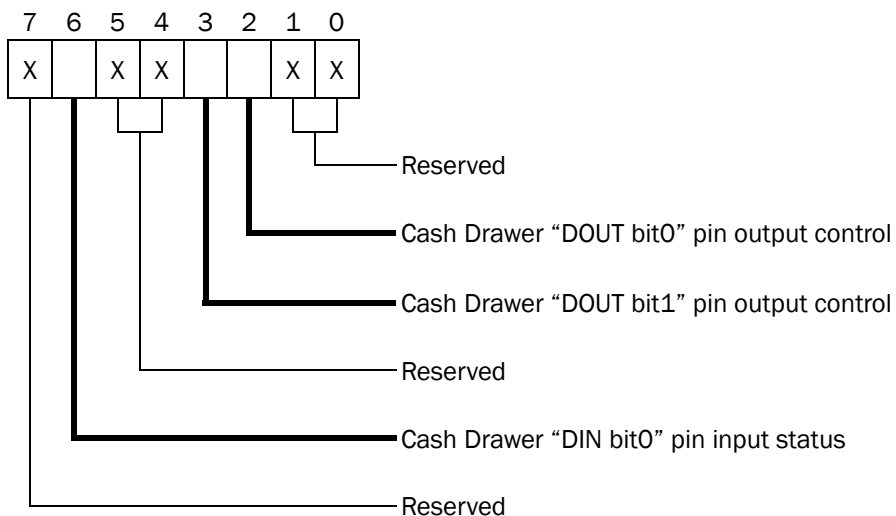 7 6 5 4 3 2 1 0
X X X X X
Reserved
Cash Drawer “DOUT bit0” pin output control
Cash Drawer “DOUT bit1” pin output control
Reserved
Cash Drawer “DIN bit0” pin input status
Reserved